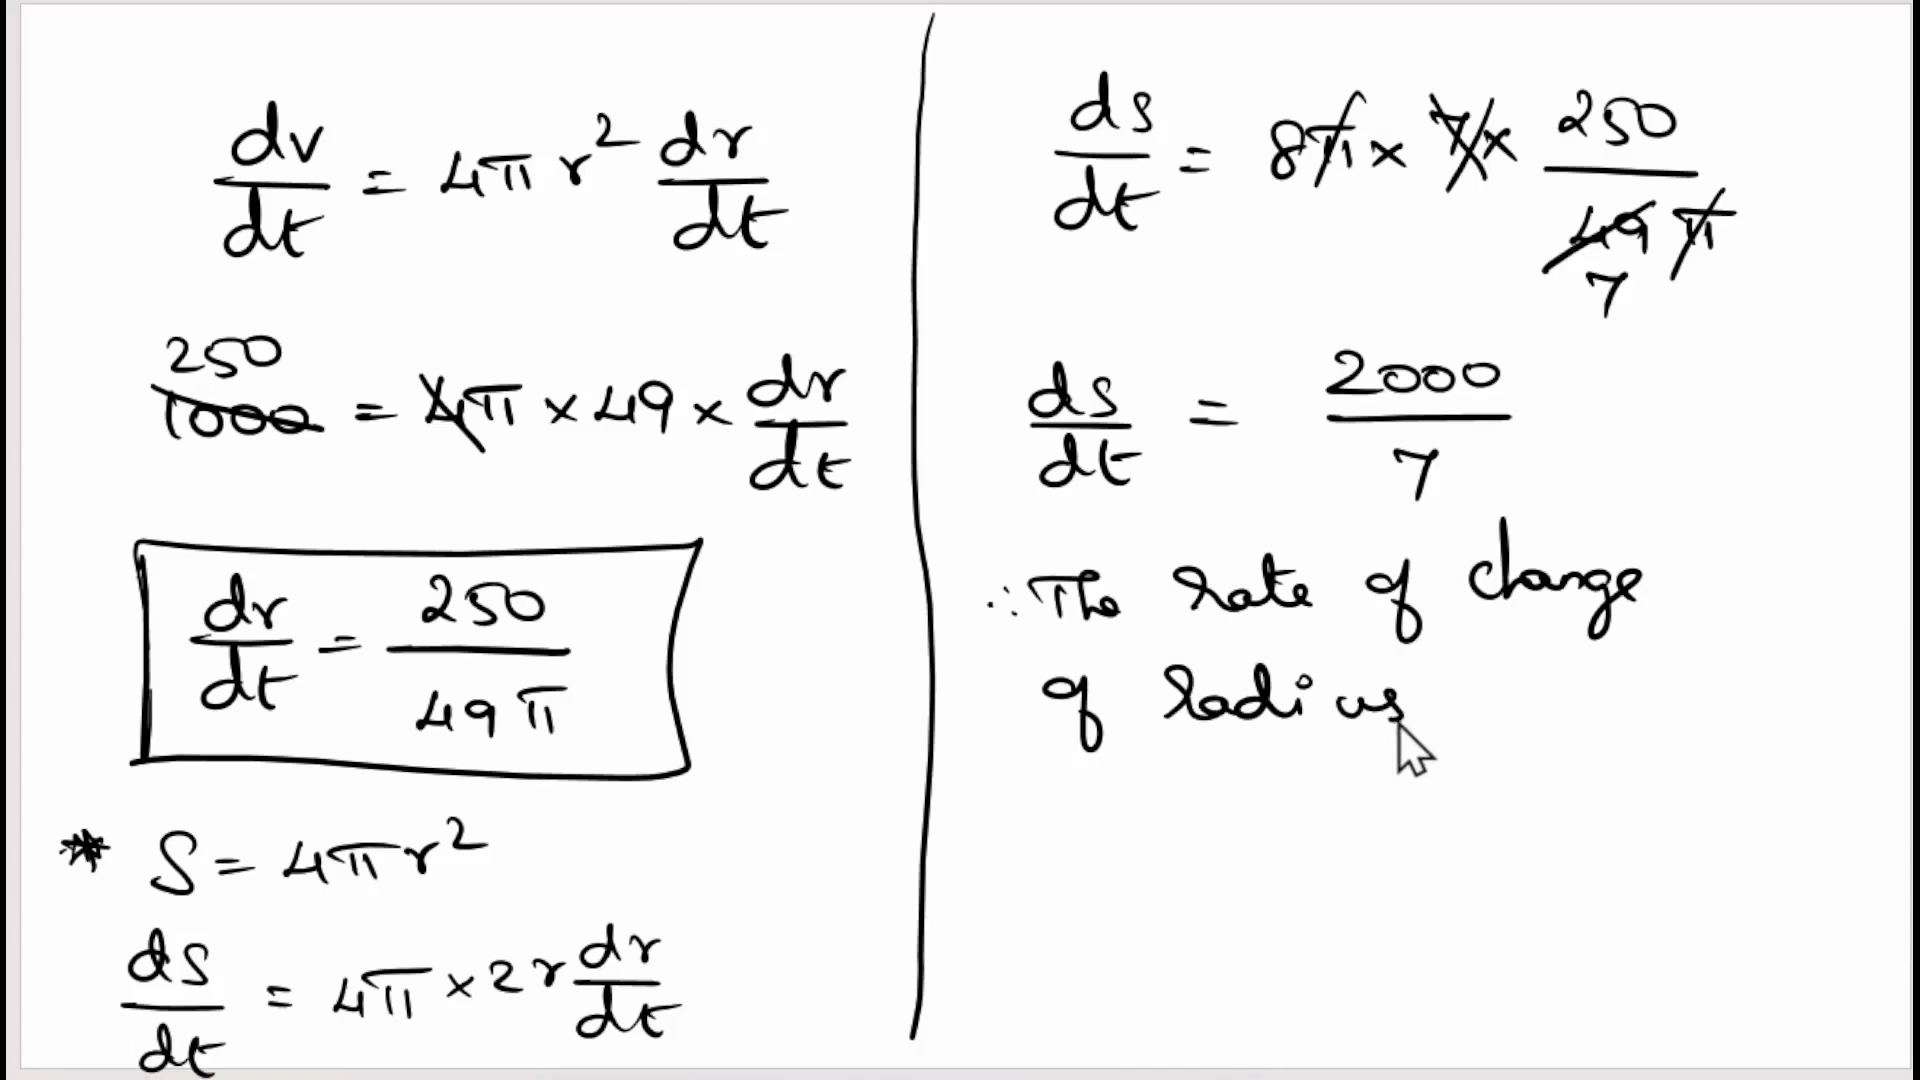 dv/dt = 4π r² dr/dt
250
1000 = 4π × 49 × dr/dt
dr/dt = 250/49π
* S = 4πr²
ds/dt = 4π × 2r dr/dt
ds/dt = 8π × 7 × 250/49π
7
ds/dt = 2000/7
∴ The rate of change
of radius